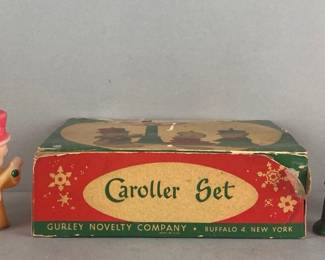 Caroller Set
GURLEY NOVELTY COMPANY • BUFFALO 4, NEW YORK